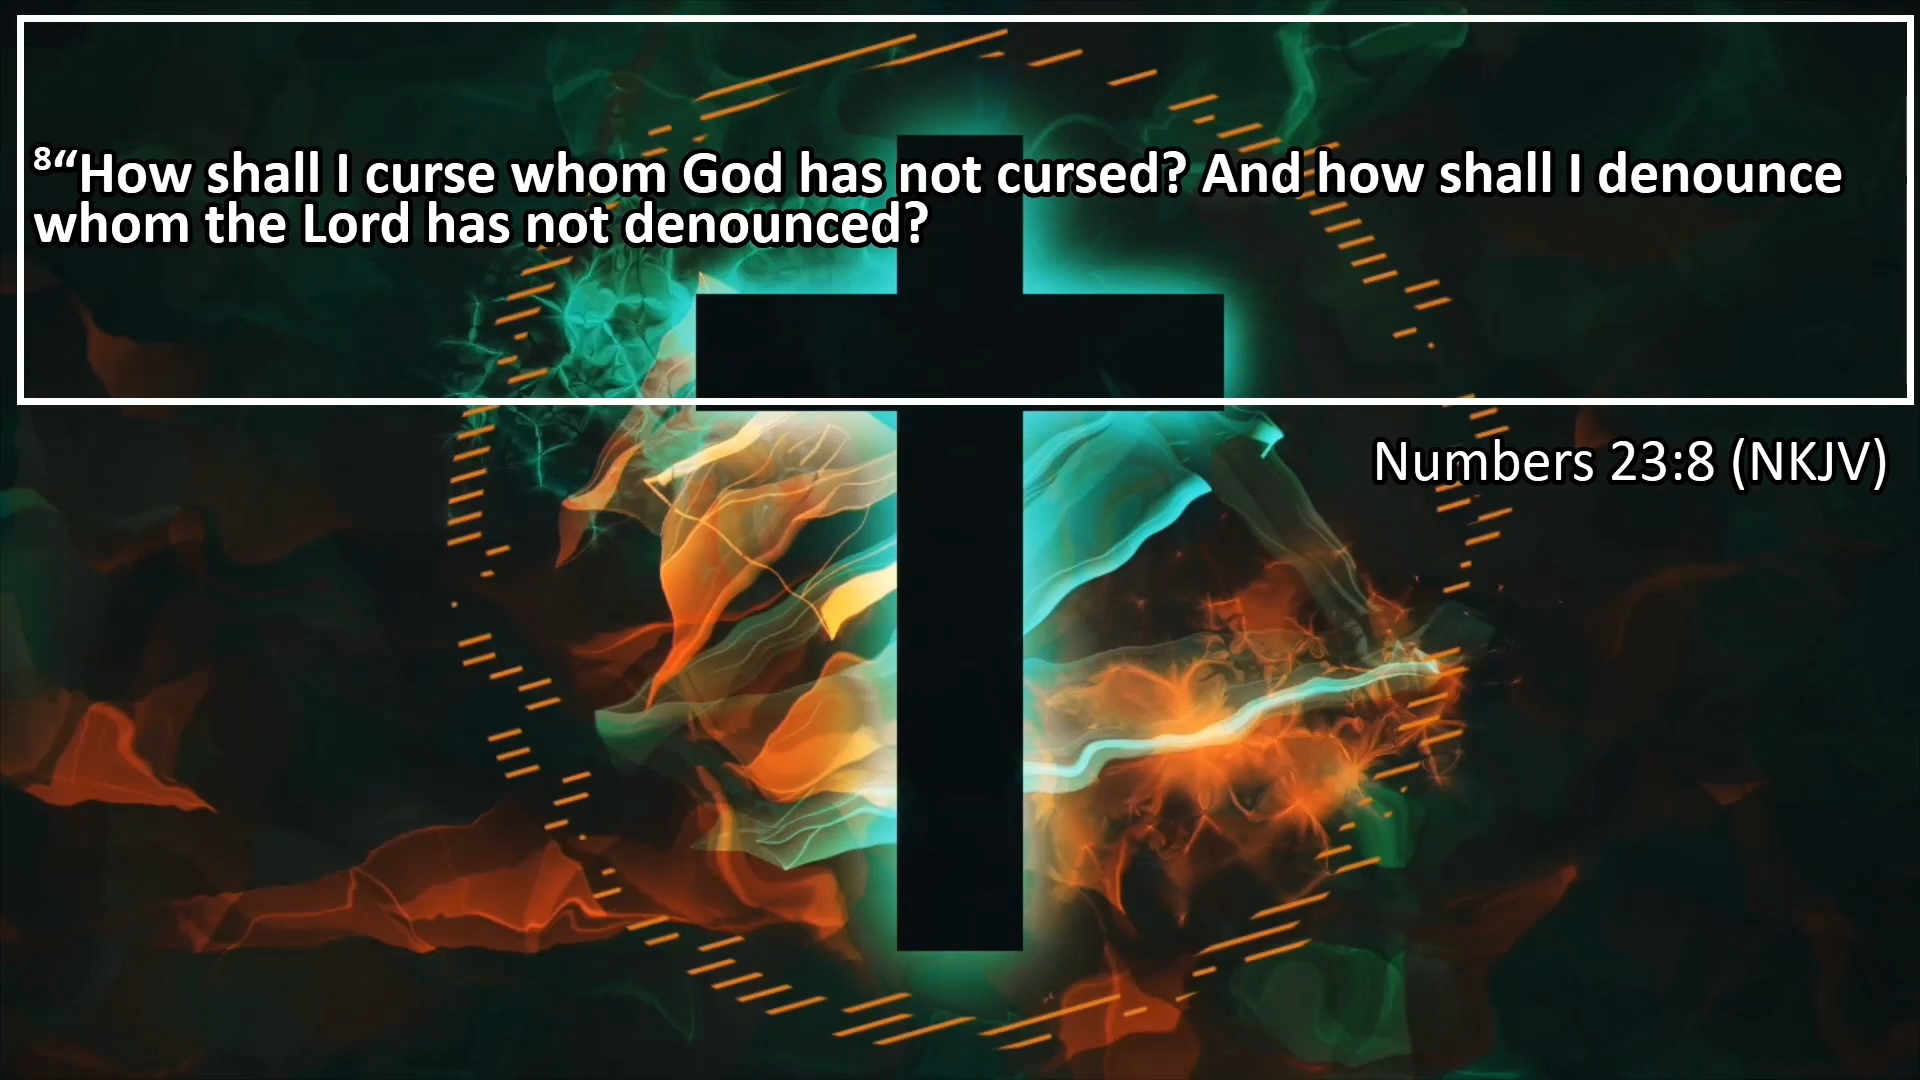 ⁸“How shall I curse whom God has not cursed? And how shall I denounce
whom the Lord has not denounced?
Numbers 23:8 (NKJV)